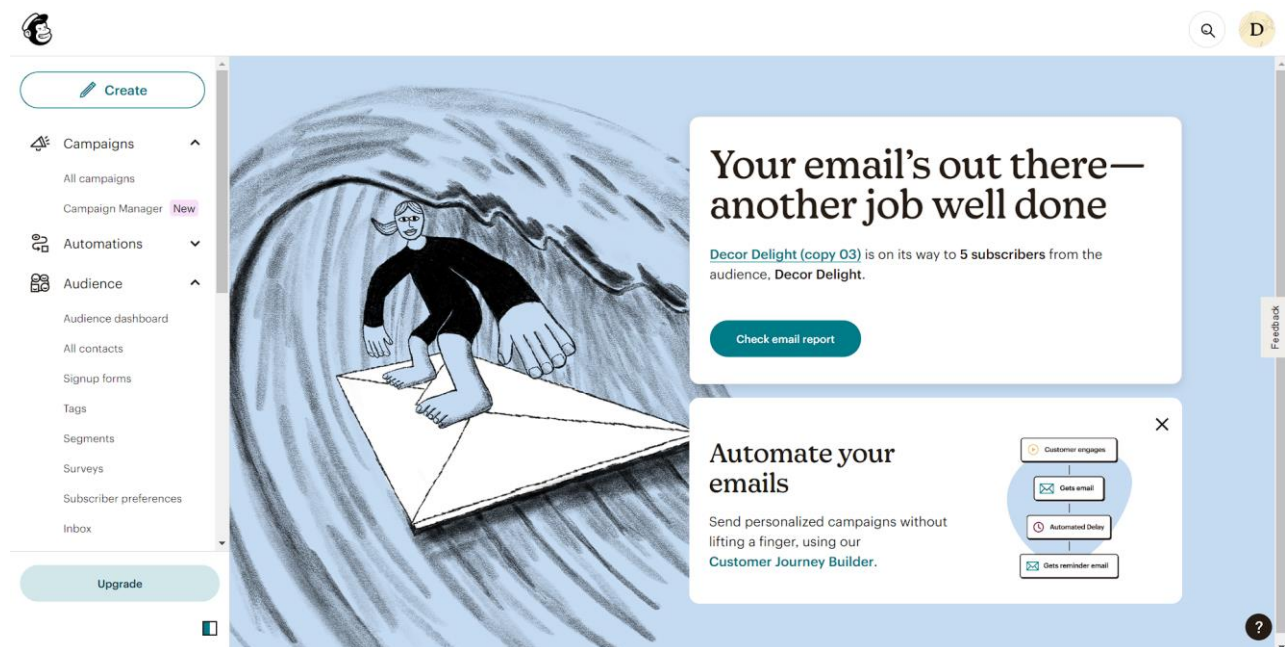 D
Create
Campaigns
All campaigns
Campaign Manager New
Automations
Audience
Audience dashboard
All contacts
Signup forms
Tags
Segments
Surveys
Subscriber preferences
Inbox
Upgrade
Your email’s out there—
another job well done
Decor Delight (copy 03) is on its way to 5 subscribers from the
audience, Decor Delight.
Check email report
Automate your
emails
Send personalized campaigns without
lifting a finger, using our
Customer Journey Builder.
Customer engages
Gets email
Automated Delay
Gets reminder email
Feedback
?